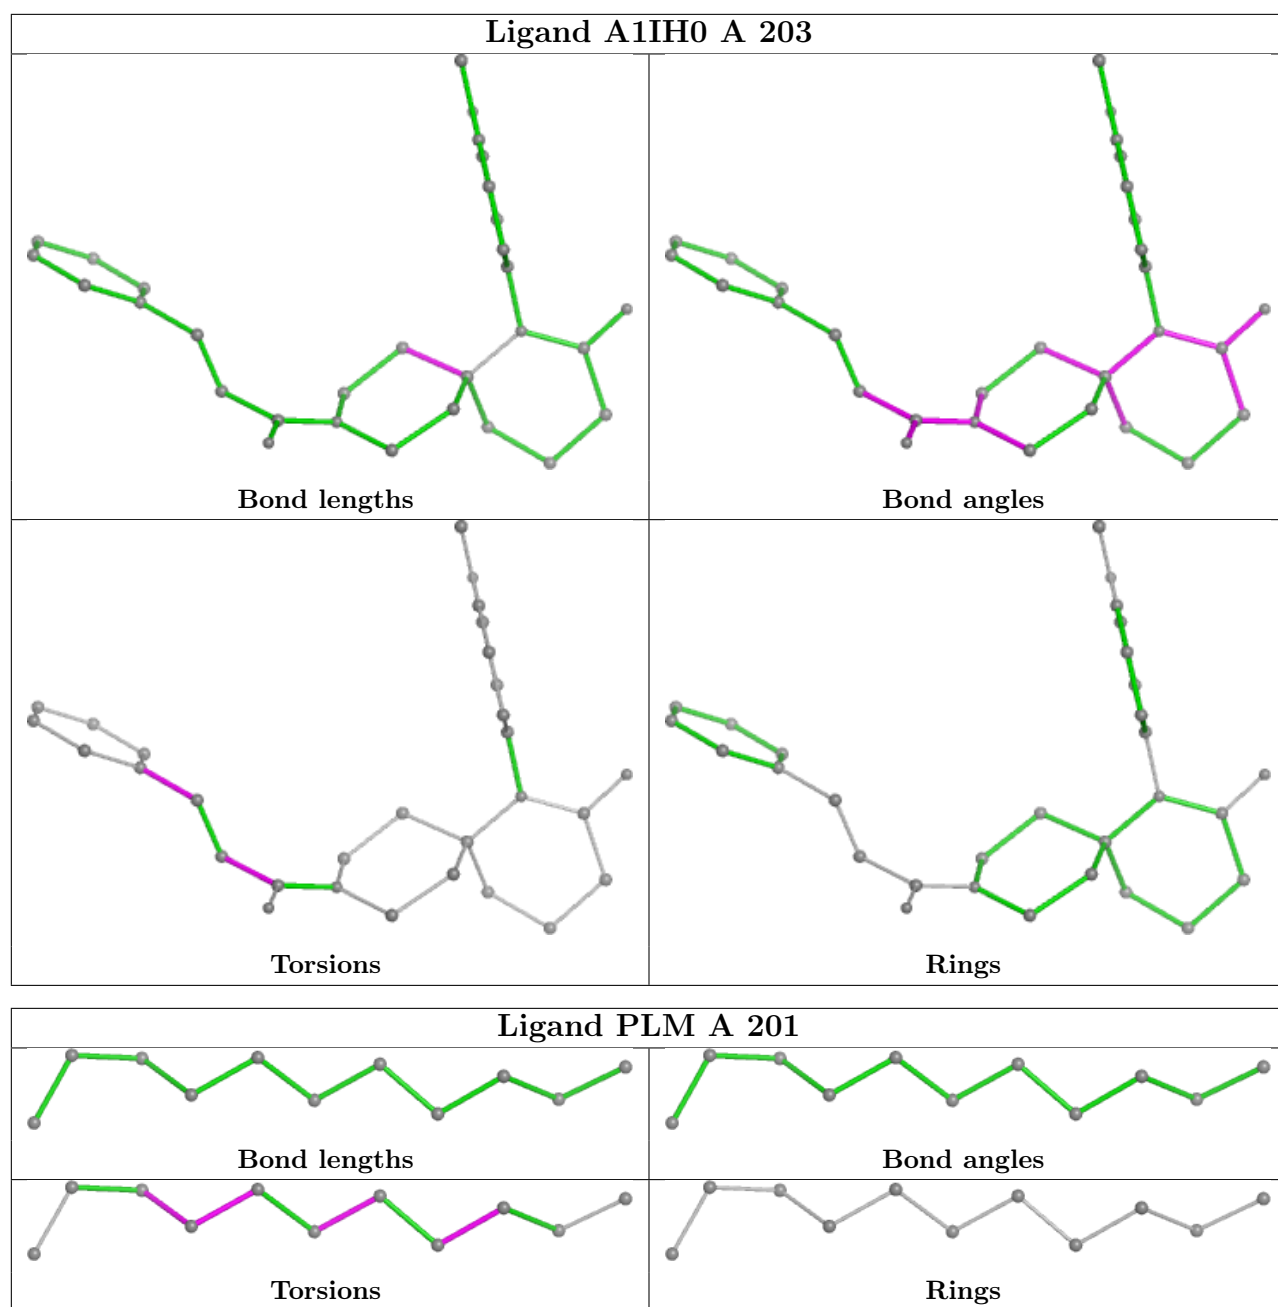 Ligand A1IH0 A 203
Bond lengths
Bond angles
Torsions
Rings
Ligand PLM A 201
Bond lengths
Bond angles
Torsions
Rings